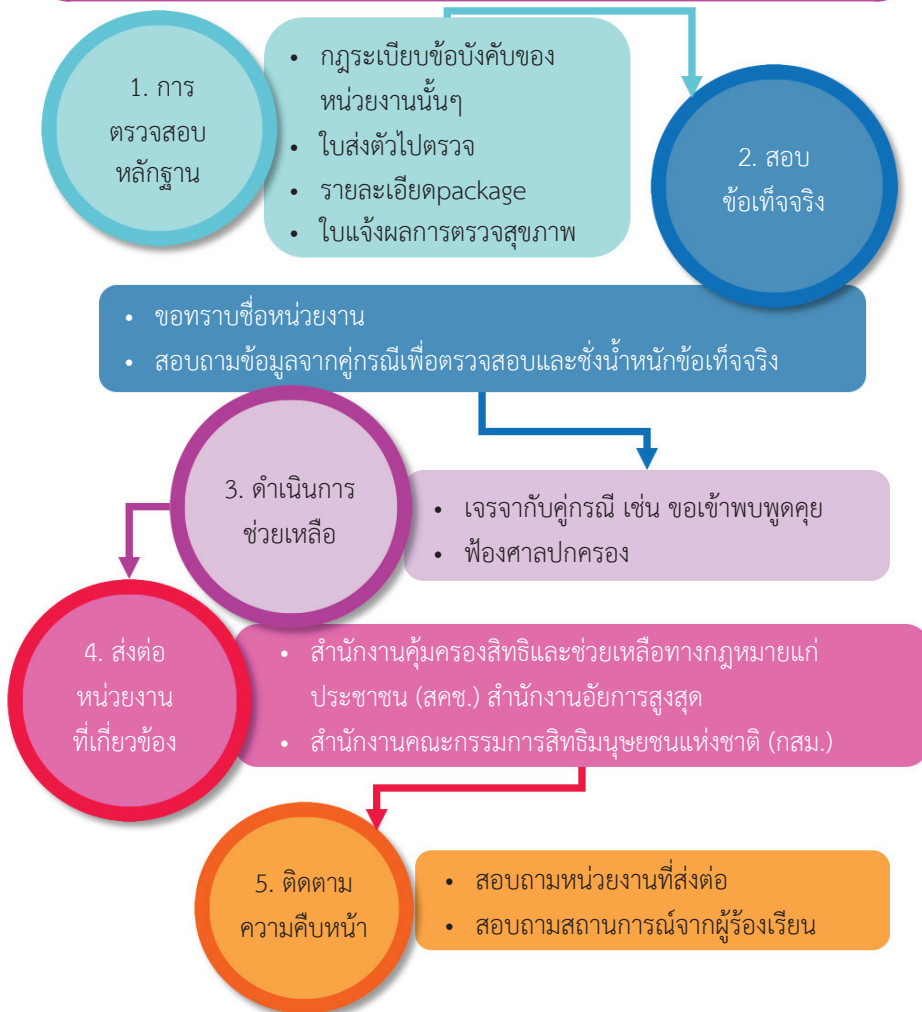 1. การ
ตรวจสอบ
หลักฐาน
• กฎระเบียบข้อบังคับของ
หน่วยงานนั้นๆ
• ใบส่งตัวไปตรวจ
• รายละเอียดpackage
• ใบแจ้งผลการตรวจสุขภาพ
2. สอบ
ข้อเท็จจริง
• ขอทราบชื่อหน่วยงาน
• สอบถามข้อมูลจากคู่กรณีเพื่อตรวจสอบและชั่งน้ำหนักข้อเท็จจริง
3. ดำเนินการ
ช่วยเหลือ
• เจรจากับคู่กรณี เช่น ขอเข้าพบพูดคุย
• ฟ้องศาลปกครอง
4. ส่งต่อ
หน่วยงาน
ที่เกี่ยวข้อง
• สำนักงานคุ้มครองสิทธิและช่วยเหลือทางกฎหมายแก่
ประชาชน (สคช.) สำนักงานอัยการสูงสุด
• สำนักงานคณะกรรมการสิทธิมนุษยชนแห่งชาติ (กสม.)
5. ติดตาม
ความคืบหน้า
• สอบถามหน่วยงานที่ส่งต่อ
• สอบถามสถานการณ์จากผู้ร้องเรียน